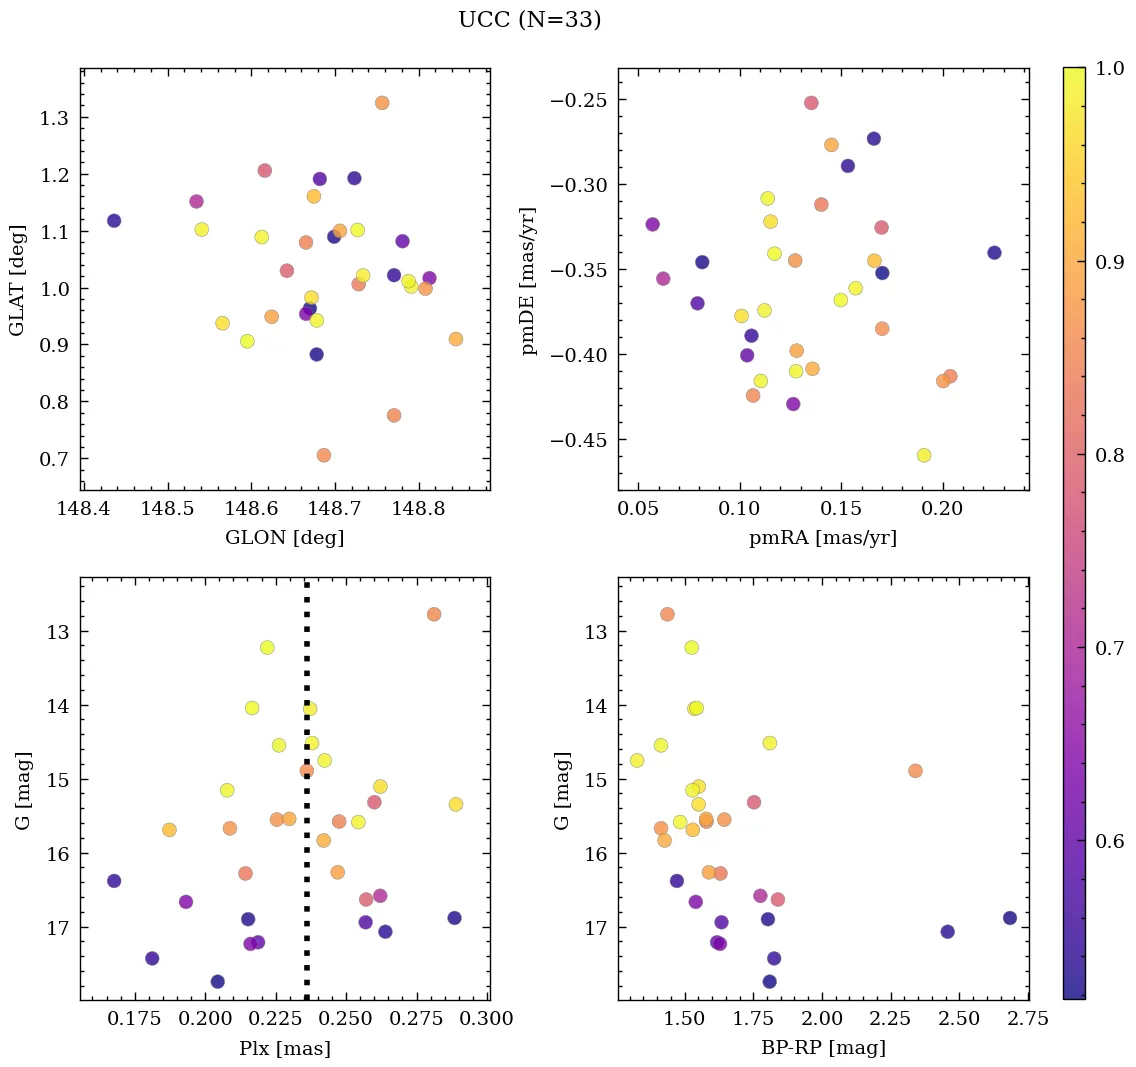 UCC (N=33)
1.3
1.2
1.1
1.0
0.9
0.8
0.7
GLAT [deg]
148.4 148.5 148.6 148.7 148.8
GLON [deg]
−0.25
−0.30
−0.35
−0.40
−0.45
pmDE [mas/yr]
0.05 0.10 0.15 0.20
pmRA [mas/yr]
1.0
0.9
0.8
0.7
0.6
13
14
15
16
17
G [mag]
0.175 0.200 0.225 0.250 0.275 0.300
Plx [mas]
13
14
15
16
17
G [mag]
1.50 1.75 2.00 2.25 2.50 2.75
BP-RP [mag]